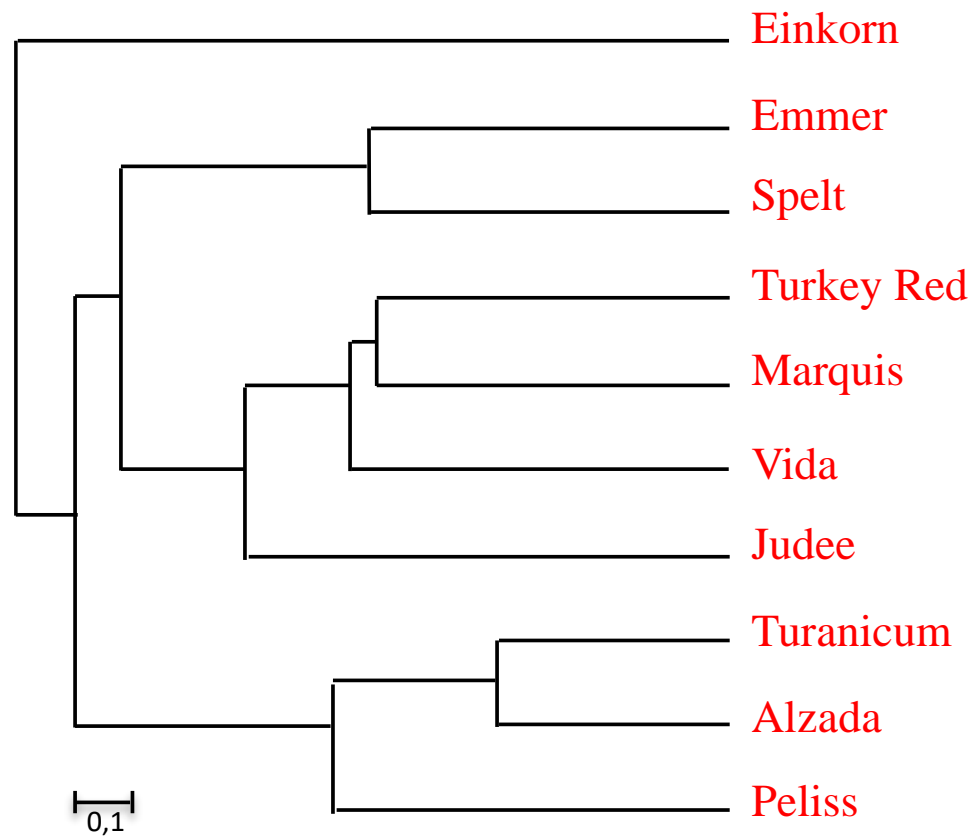 Einkorn
Emmer
Spelt
Turkey Red
Marquis
Vida
Judee
Turanicum
Alzada
Peliss
0,1